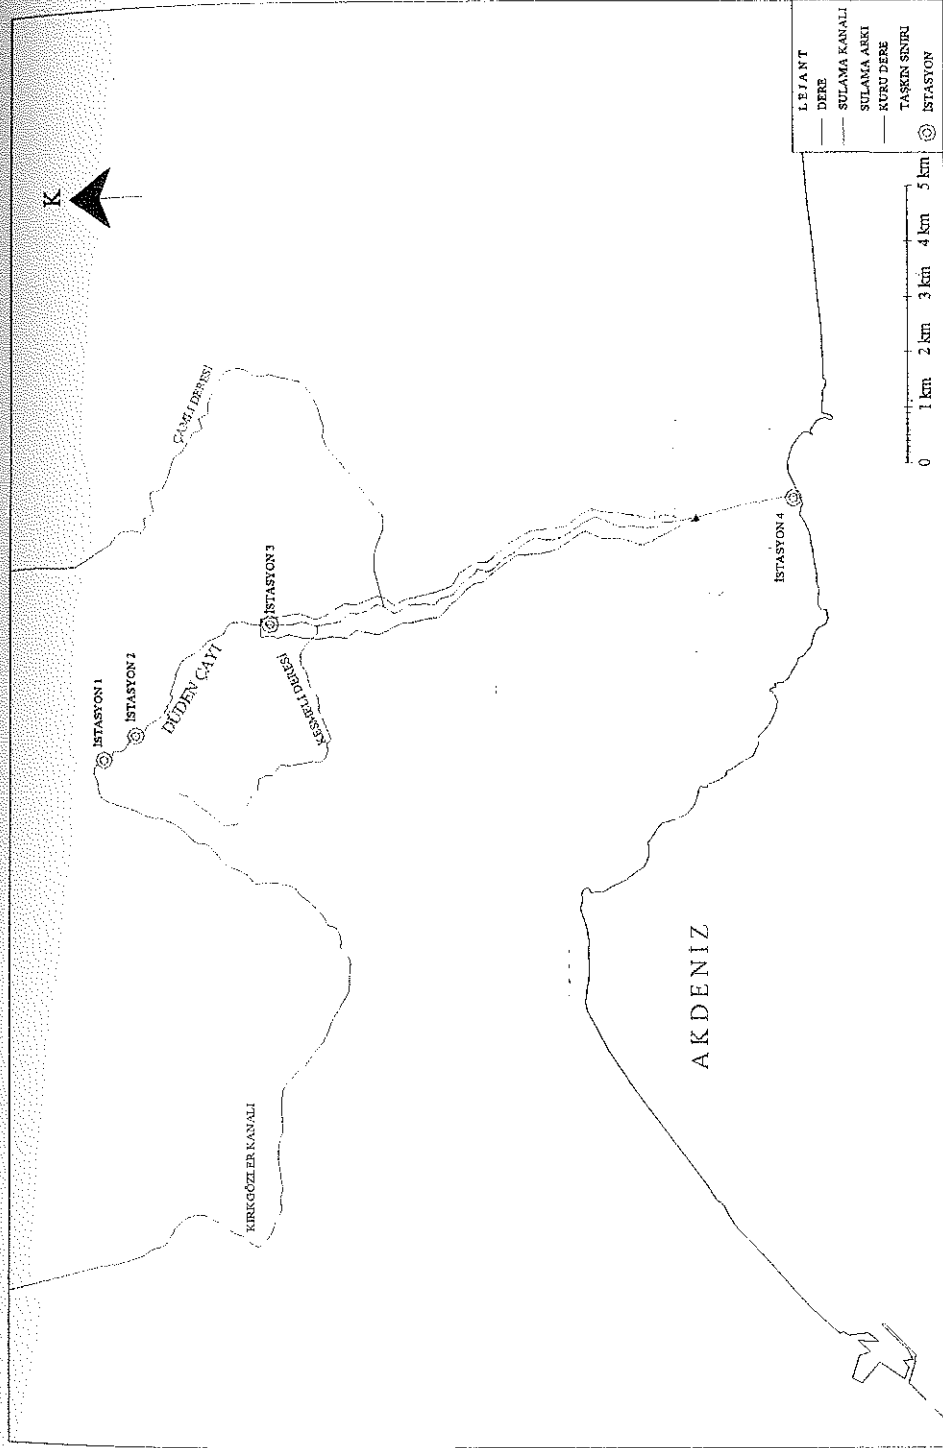 K
ÇAMLI DERESİ
İSTASYON 1
İSTASYON 2
DÜDEN ÇAYI
İSTASYON 3
KESMELİ DERESİ
KIRKGÖZLER KANALI
İSTASYON 4
AKDENİZ
LEJANT
DERE
SULAMA KANALI
SULAMA ARKI
KURU DERE
TAŞKIN SINIRI
İSTASYON
0 1 km 2 km 3 km 4 km 5 km